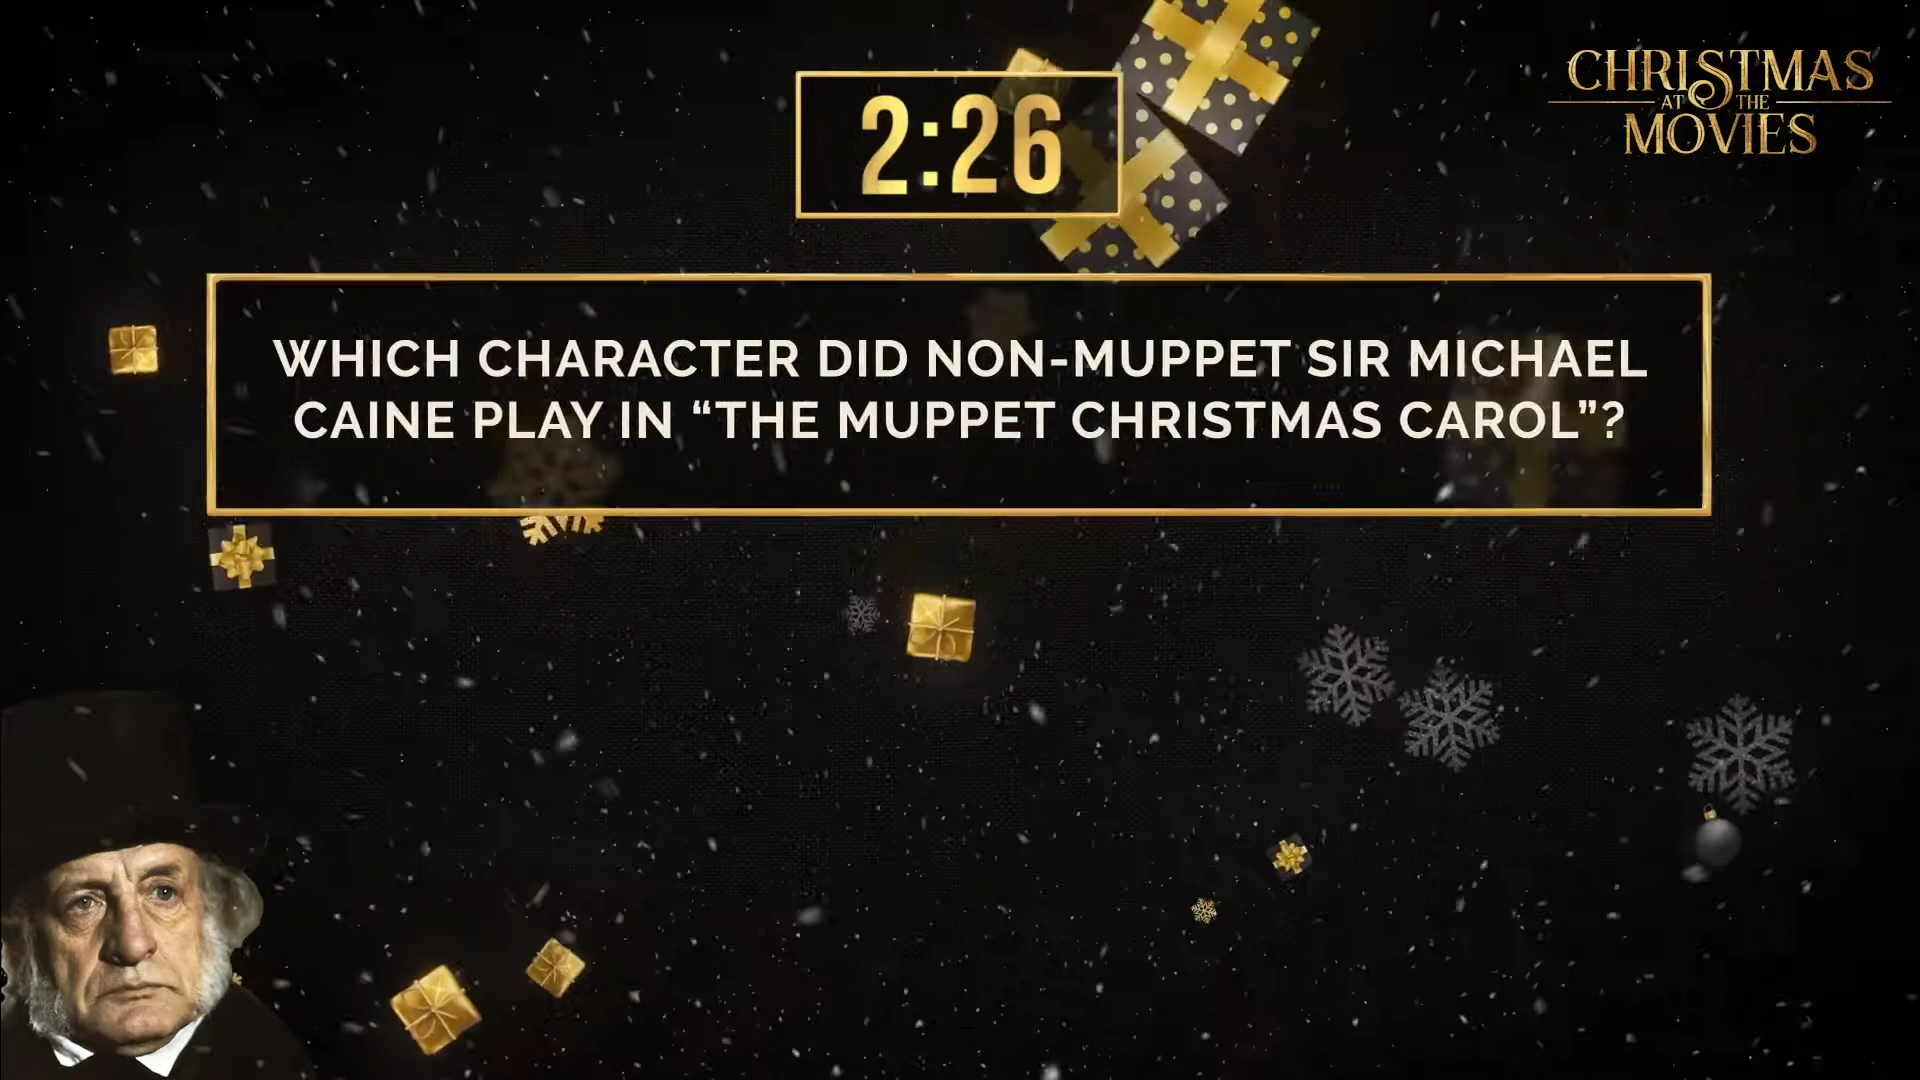 CHRISTMAS
AT THE
MOVIES
2:26
WHICH CHARACTER DID NON-MUPPET SIR MICHAEL
CAINE PLAY IN “THE MUPPET CHRISTMAS CAROL”?